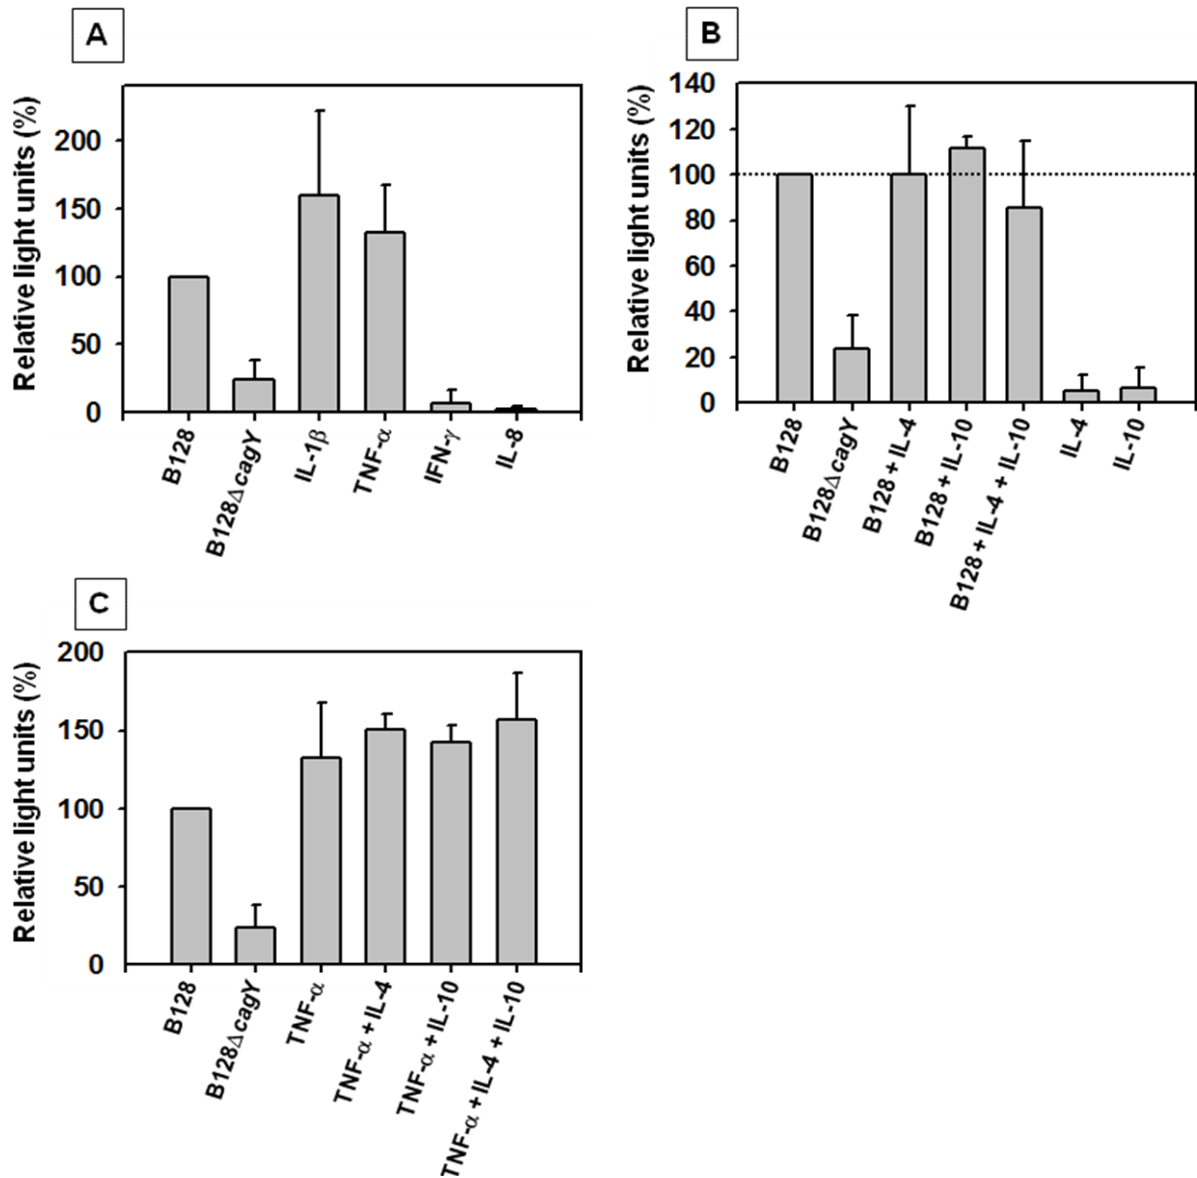 A
Relative light units (%)
200
150
100
50
0
B128
B128ΔcagY
IL-1β
TNF-α
IFN-γ
IL-8
B
Relative light units (%)
140
120
100
80
60
40
20
0
B128
B128ΔcagY
B128 + IL-4
B128 + IL-10
B128 + IL-4 + IL-10
IL-4
IL-10
C
Relative light units (%)
200
150
100
50
0
B128
B128ΔcagY
TNF-α
TNF-α + IL-4
TNF-α + IL-10
TNF-α + IL-4 + IL-10